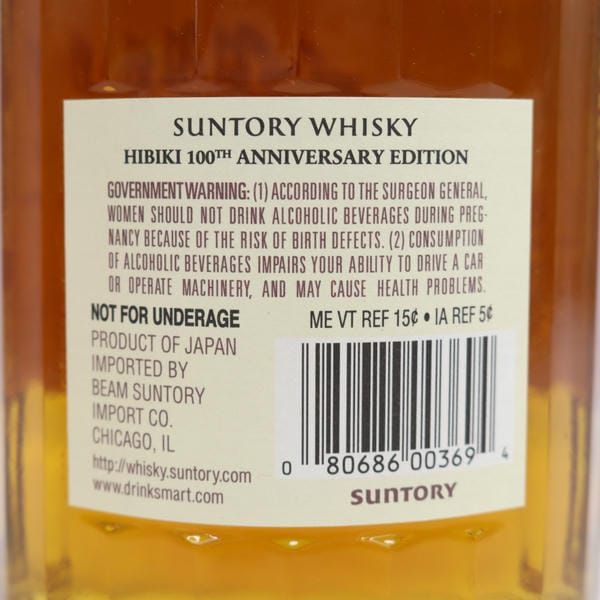 SUNTORY WHISKY
HIBIKI 100TH ANNIVERSARY EDITION
GOVERNMENT WARNING: (1) ACCORDING TO THE SURGEON GENERAL,
WOMEN SHOULD NOT DRINK ALCOHOLIC BEVERAGES DURING PREG-
NANCY BECAUSE OF THE RISK OF BIRTH DEFECTS. (2) CONSUMPTION
OF ALCOHOLIC BEVERAGES IMPAIRS YOUR ABILITY TO DRIVE A CAR
OR OPERATE MACHINERY, AND MAY CAUSE HEALTH PROBLEMS.
NOT FOR UNDERAGE
PRODUCT OF JAPAN
IMPORTED BY
BEAM SUNTORY
IMPORT CO.
CHICAGO, IL
http://whisky.suntory.com
www.drinksmart.com
ME VT REF 15¢ • IA REF 5¢
0 80686 00369 4
SUNTORY